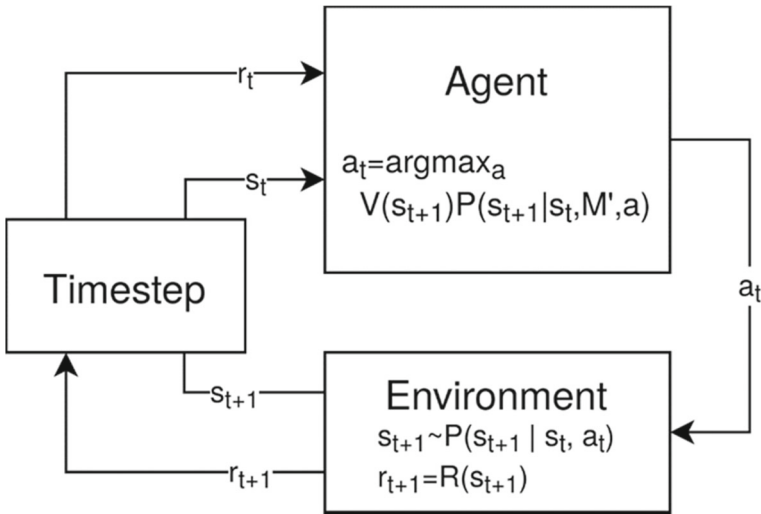 rₜ
Agent
sₜ
aₜ=argmaxₐ
V(sₜ₊₁)P(sₜ₊₁|sₜ,M',a)
Timestep
aₜ
sₜ₊₁
Environment
sₜ₊₁~P(sₜ₊₁ | sₜ, aₜ)
rₜ₊₁
rₜ₊₁=R(sₜ₊₁)